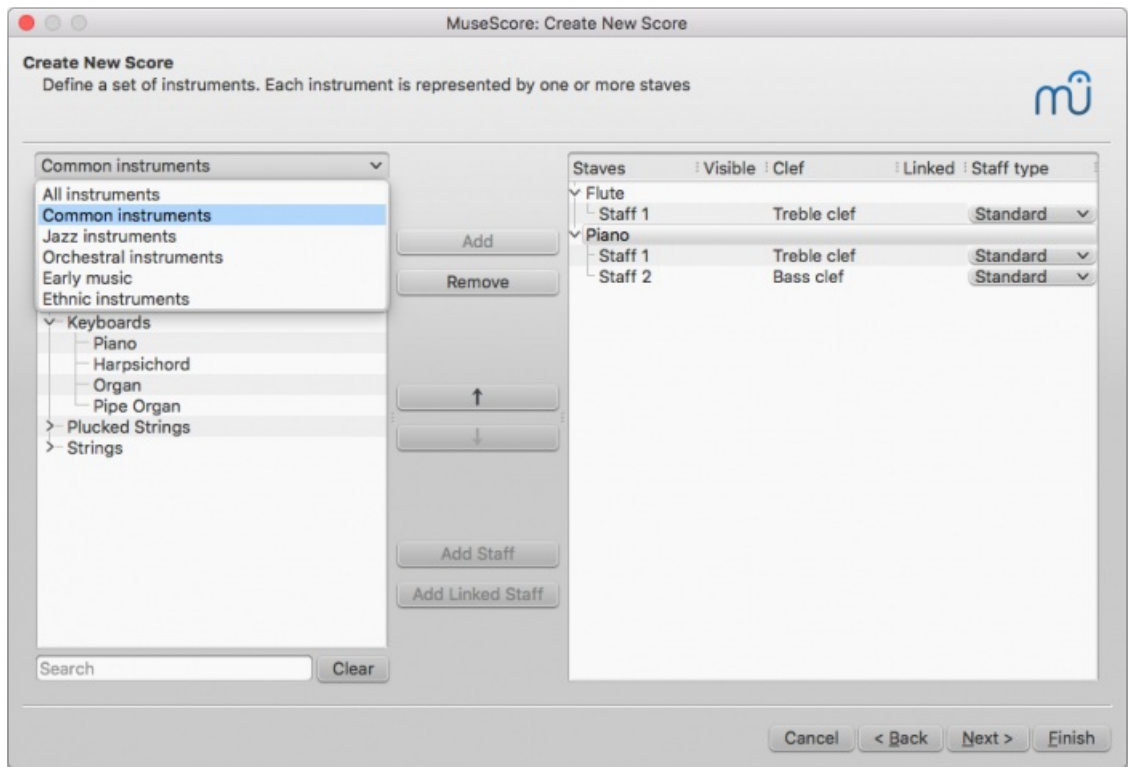 MuseScore: Create New Score
Create New Score
Define a set of instruments. Each instrument is represented by one or more staves
mu
Common instruments
All instruments
Common instruments
Jazz instruments
Orchestral instruments
Early music
Ethnic instruments
Keyboards
Piano
Harpsichord
Organ
Pipe Organ
Plucked Strings
Strings
Search
Clear
Add
Remove
↑
↓
Add Staff
Add Linked Staff
Staves Visible Clef Linked Staff type
Flute
Staff 1 Treble clef Standard
Piano
Staff 1 Treble clef Standard
Staff 2 Bass clef Standard
Cancel < Back Next > Finish